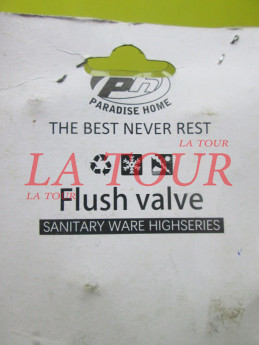 PH
PARADISE HOME
THE BEST NEVER REST
LA TOUR
LA TOUR
LA TOUR
Flush valve
SANITARY WARE HIGHSERIES